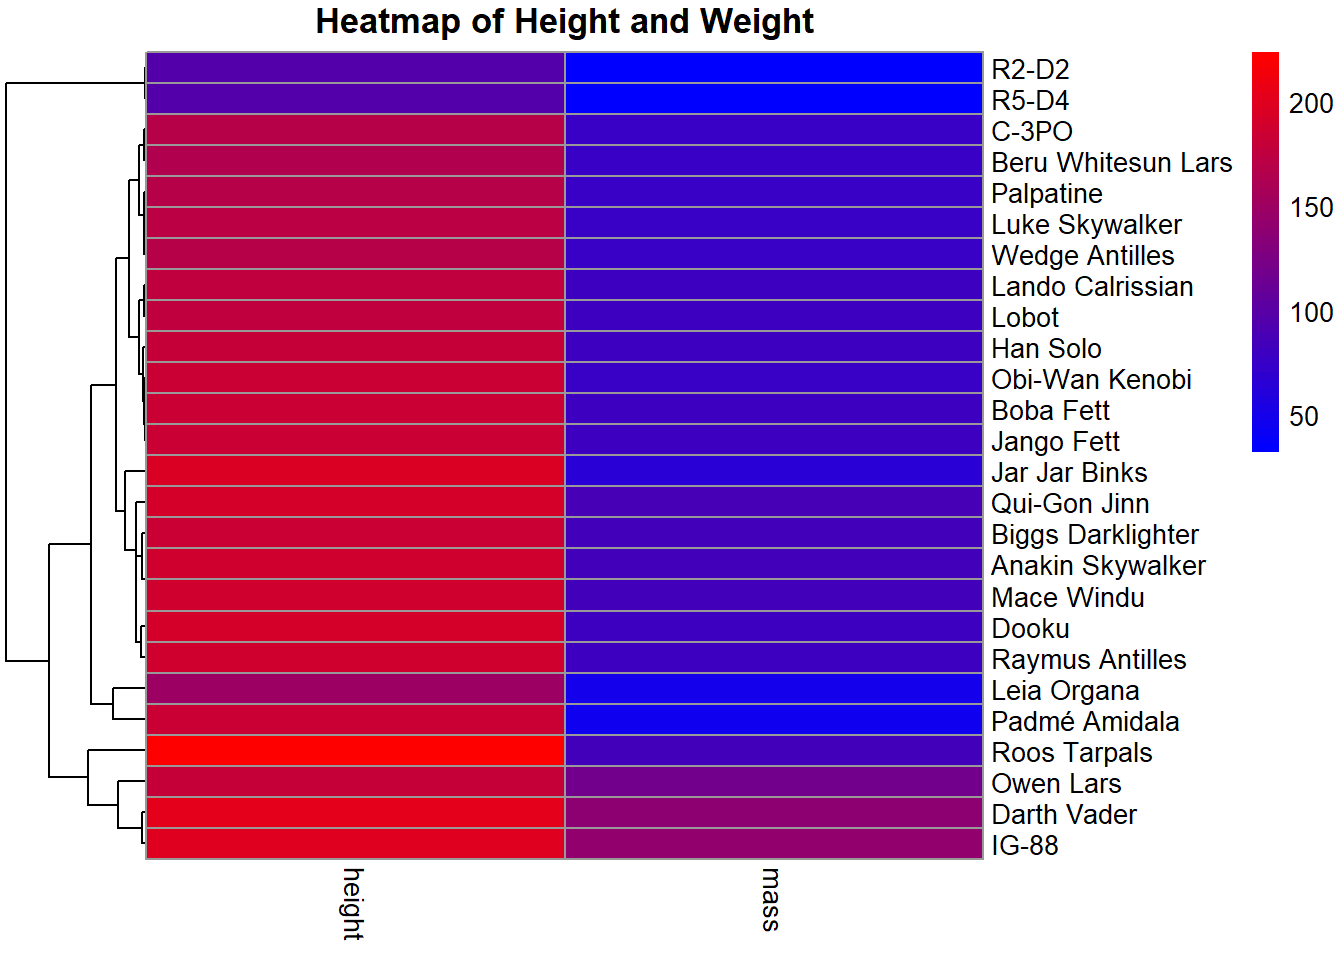 Heatmap of Height and Weight
R2-D2
R5-D4
C-3PO
Beru Whitesun Lars
Palpatine
Luke Skywalker
Wedge Antilles
Lando Calrissian
Lobot
Han Solo
Obi-Wan Kenobi
Boba Fett
Jango Fett
Jar Jar Binks
Qui-Gon Jinn
Biggs Darklighter
Anakin Skywalker
Mace Windu
Dooku
Raymus Antilles
Leia Organa
Padmé Amidala
Roos Tarpals
Owen Lars
Darth Vader
IG-88
200
150
100
50
height
mass